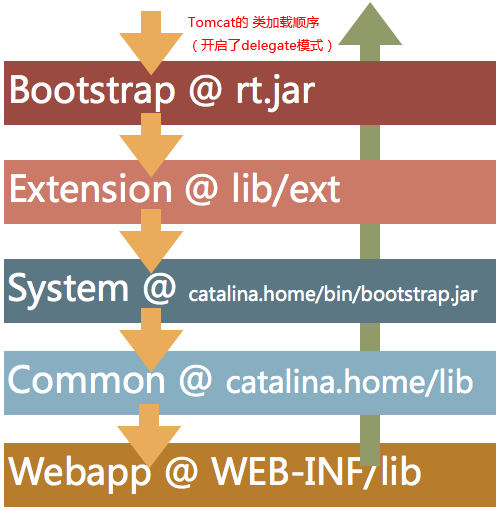 Tomcat的 类加载顺序
（开启了delegate模式）
Bootstrap @ rt.jar
Extension @ lib/ext
System @ catalina.home/bin/bootstrap.jar
Common @ catalina.home/lib
Webapp @ WEB-INF/lib